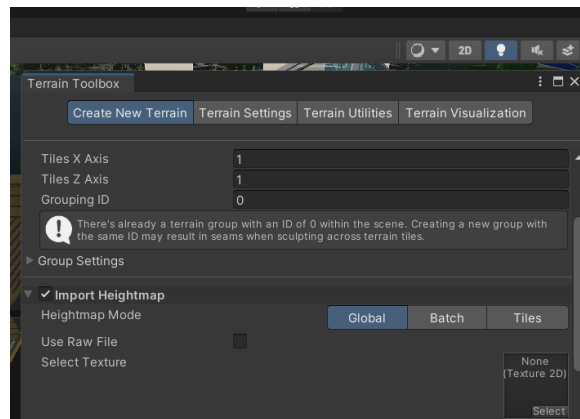 2D
Terrain Toolbox
Create New Terrain Terrain Settings Terrain Utilities Terrain Visualization
Tiles X Axis 1
Tiles Z Axis 1
Grouping ID 0
There's already a terrain group with an ID of 0 within the scene. Creating a new group with
the same ID may result in seams when sculpting across terrain tiles.
Group Settings
Import Heightmap
Heightmap Mode Global Batch Tiles
Use Raw File
Select Texture
None
(Texture 2D)
Select